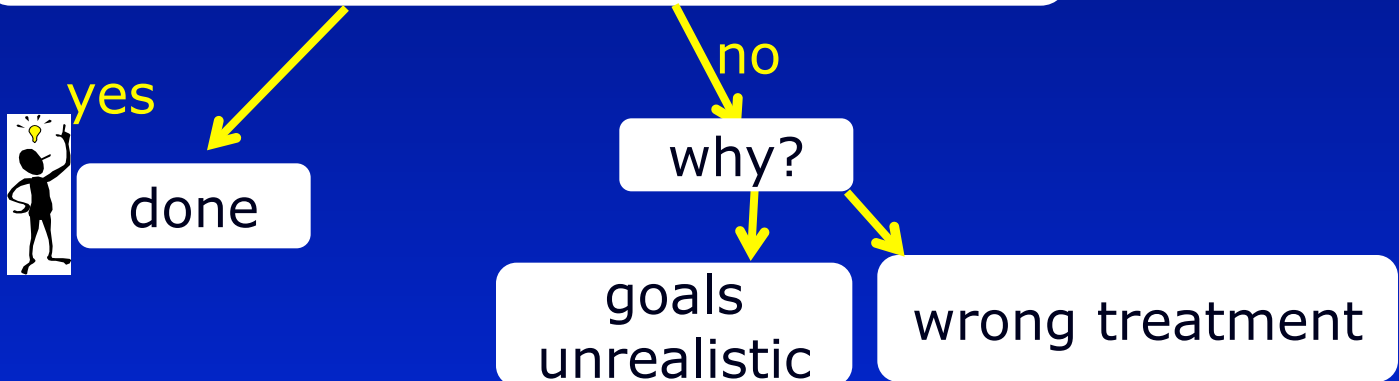 no
yes
why?
done
goals
unrealistic
wrong treatment